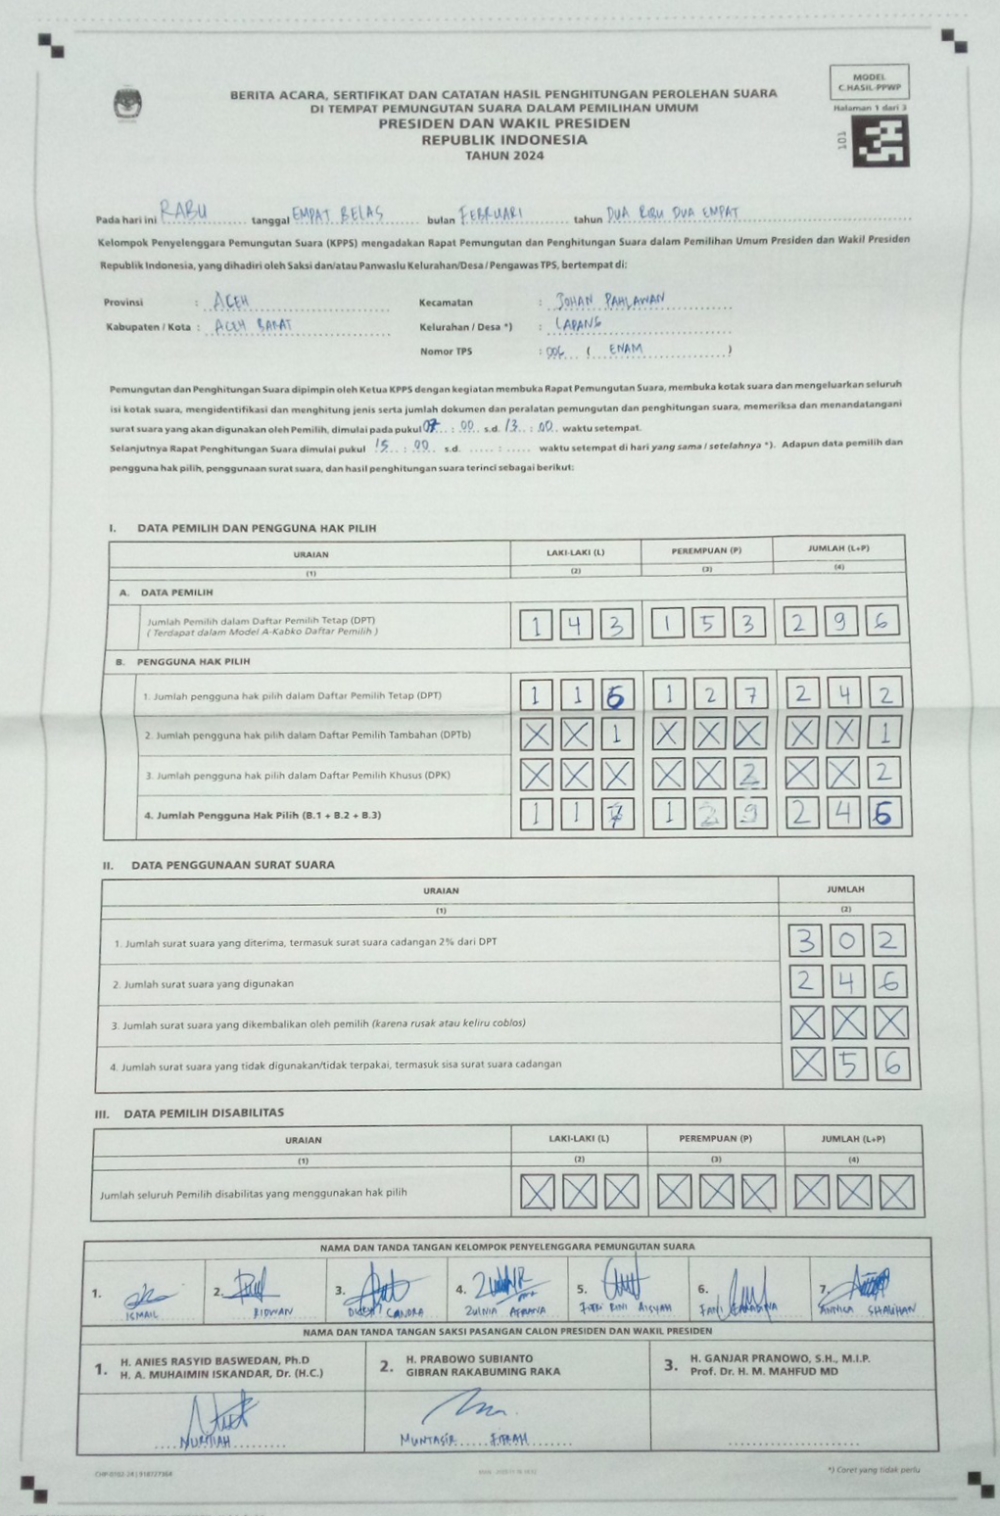 MODEL
C.HASIL-PPWP
Halaman 1 dari 3
101
BERITA ACARA, SERTIFIKAT DAN CATATAN HASIL PENGHITUNGAN PEROLEHAN SUARA
DI TEMPAT PEMUNGUTAN SUARA DALAM PEMILIHAN UMUM
PRESIDEN DAN WAKIL PRESIDEN
REPUBLIK INDONESIA
TAHUN 2024
Pada hari ini RABU tanggal EMPAT BELAS bulan FEBRUARI tahun DUA RIBU DUA EMPAT
Kelompok Penyelenggara Pemungutan Suara (KPPS) mengadakan Rapat Pemungutan dan Penghitungan Suara dalam Pemilihan Umum Presiden dan Wakil Presiden
Republik Indonesia, yang dihadiri oleh Saksi dan/atau Panwaslu Kelurahan/Desa / Pengawas TPS, bertempat di:
Provinsi : ACEH Kecamatan : JOHAN PAHLAWAN
Kabupaten / Kota : ACEH BARAT Kelurahan / Desa *) : LAPANG
Nomor TPS : 006 ( ENAM )
Pemungutan dan Penghitungan Suara dipimpin oleh Ketua KPPS dengan kegiatan membuka Rapat Pemungutan Suara, membuka kotak suara dan mengeluarkan seluruh
isi kotak suara, mengidentifikasi dan menghitung jenis serta jumlah dokumen dan peralatan pemungutan dan penghitungan suara, memeriksa dan menandatangani
surat suara yang akan digunakan oleh Pemilih, dimulai pada pukul 07 : 00 s.d. 13 : 00 waktu setempat.
Selanjutnya Rapat Penghitungan Suara dimulai pukul 15 : 00 s.d. ..... : ..... waktu setempat di hari yang sama / setelahnya *). Adapun data pemilih dan
pengguna hak pilih, penggunaan surat suara, dan hasil penghitungan suara terinci sebagai berikut:
I. DATA PEMILIH DAN PENGGUNA HAK PILIH
URAIAN LAKI-LAKI (L) PEREMPUAN (P) JUMLAH (L+P)
(1) (2) (3) (4)
A. DATA PEMILIH
Jumlah Pemilih dalam Daftar Pemilih Tetap (DPT) 1 4 3 1 5 3 2 9 6
( Terdapat dalam Model A-Kabko Daftar Pemilih )
B. PENGGUNA HAK PILIH
1. Jumlah pengguna hak pilih dalam Daftar Pemilih Tetap (DPT) 1 1 6 1 2 7 2 4 2
2. Jumlah pengguna hak pilih dalam Daftar Pemilih Tambahan (DPTb) X X 1 X X X X X 1
3. Jumlah pengguna hak pilih dalam Daftar Pemilih Khusus (DPK) X X X X X 2 X X 2
4. Jumlah Pengguna Hak Pilih (B.1 + B.2 + B.3) 1 1 7 1 2 9 2 4 6
II. DATA PENGGUNAAN SURAT SUARA
URAIAN JUMLAH
(1) (2)
1. Jumlah surat suara yang diterima, termasuk surat suara cadangan 2% dari DPT 3 0 2
2. Jumlah surat suara yang digunakan 2 4 6
3. Jumlah surat suara yang dikembalikan oleh pemilih (karena rusak atau keliru coblos) X X X
4. Jumlah surat suara yang tidak digunakan/tidak terpakai, termasuk sisa surat suara cadangan X 5 6
III. DATA PEMILIH DISABILITAS
URAIAN LAKI-LAKI (L) PEREMPUAN (P) JUMLAH (L+P)
(1) (2) (3) (4)
Jumlah seluruh Pemilih disabilitas yang menggunakan hak pilih X X X X X X X X X
NAMA DAN TANDA TANGAN KELOMPOK PENYELENGGARA PEMUNGUTAN SUARA
1. 2. 3. 4. 5. 6. 7.
ISMAIL RIDWAN CANDRA ZULNIA AFRIANA RINI AISYAH
NAMA DAN TANDA TANGAN SAKSI PASANGAN CALON PRESIDEN DAN WAKIL PRESIDEN
1. H. ANIES RASYID BASWEDAN, Ph.D
H. A. MUHAIMIN ISKANDAR, Dr. (H.C.)
2. H. PRABOWO SUBIANTO
GIBRAN RAKABUMING RAKA
3. H. GANJAR PRANOWO, S.H., M.I.P.
Prof. Dr. H. M. MAHFUD MD
MUNTASIR FITRAH
*) Coret yang tidak perlu